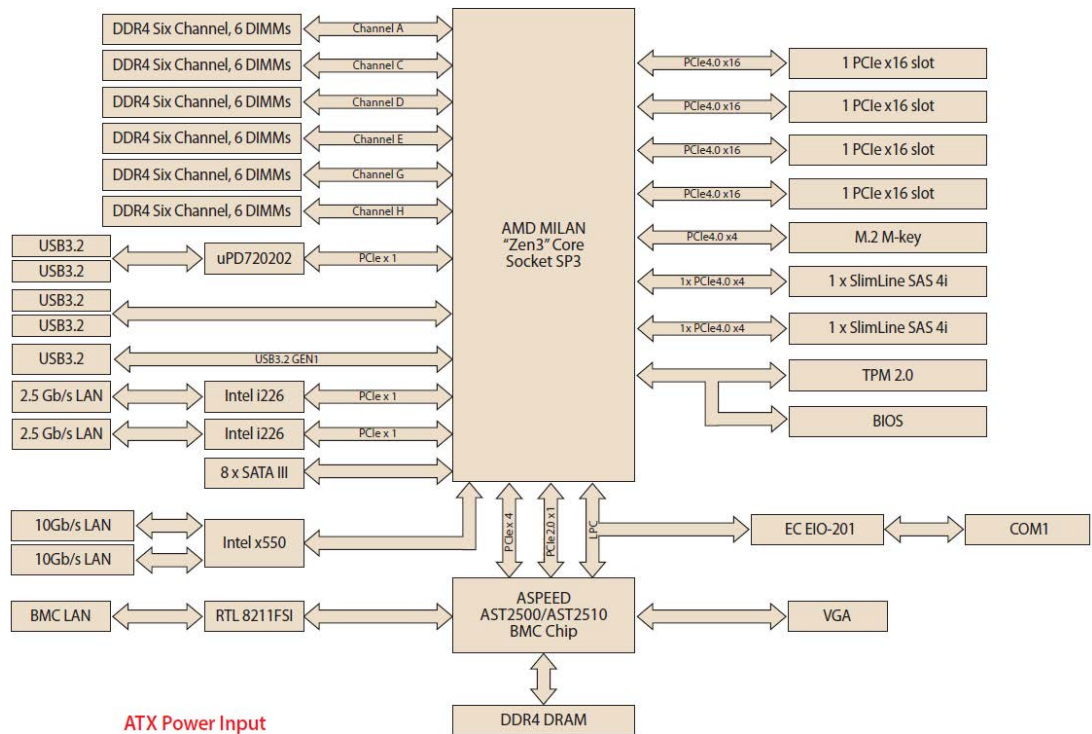 DDR4 Six Channel, 6 DIMMs
Channel A
DDR4 Six Channel, 6 DIMMs
Channel C
DDR4 Six Channel, 6 DIMMs
Channel D
DDR4 Six Channel, 6 DIMMs
Channel E
DDR4 Six Channel, 6 DIMMs
Channel G
DDR4 Six Channel, 6 DIMMs
Channel H
USB3.2
USB3.2
uPD720202
PCIe x 1
USB3.2
USB3.2
USB3.2
USB3.2 GEN1
2.5 Gb/s LAN
Intel i226
PCIe x 1
2.5 Gb/s LAN
Intel i226
PCIe x 1
8 x SATA III
10Gb/s LAN
10Gb/s LAN
Intel x550
BMC LAN
RTL 8211FSI
AMD MILAN
"Zen3" Core
Socket SP3
PCIe4.0 x16
1 PCIe x16 slot
PCIe4.0 x16
1 PCIe x16 slot
PCIe4.0 x16
1 PCIe x16 slot
PCIe4.0 x16
1 PCIe x16 slot
PCIe4.0 x4
M.2 M-key
1x PCIe4.0 x4
1 x SlimLine SAS 4i
1x PCIe4.0 x4
1 x SlimLine SAS 4i
TPM 2.0
BIOS
PCIe x 4
PCIe2.0 x 1
LPC
EC EIO-201
COM1
ASPEED
AST2500/AST2510
BMC Chip
VGA
DDR4 DRAM
ATX Power Input